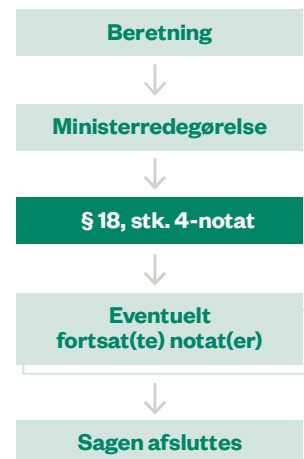 Beretning
Ministerredegørelse
§ 18, stk. 4-notat
Eventuelt
fortsat(te) notat(er)
Sagen afsluttes